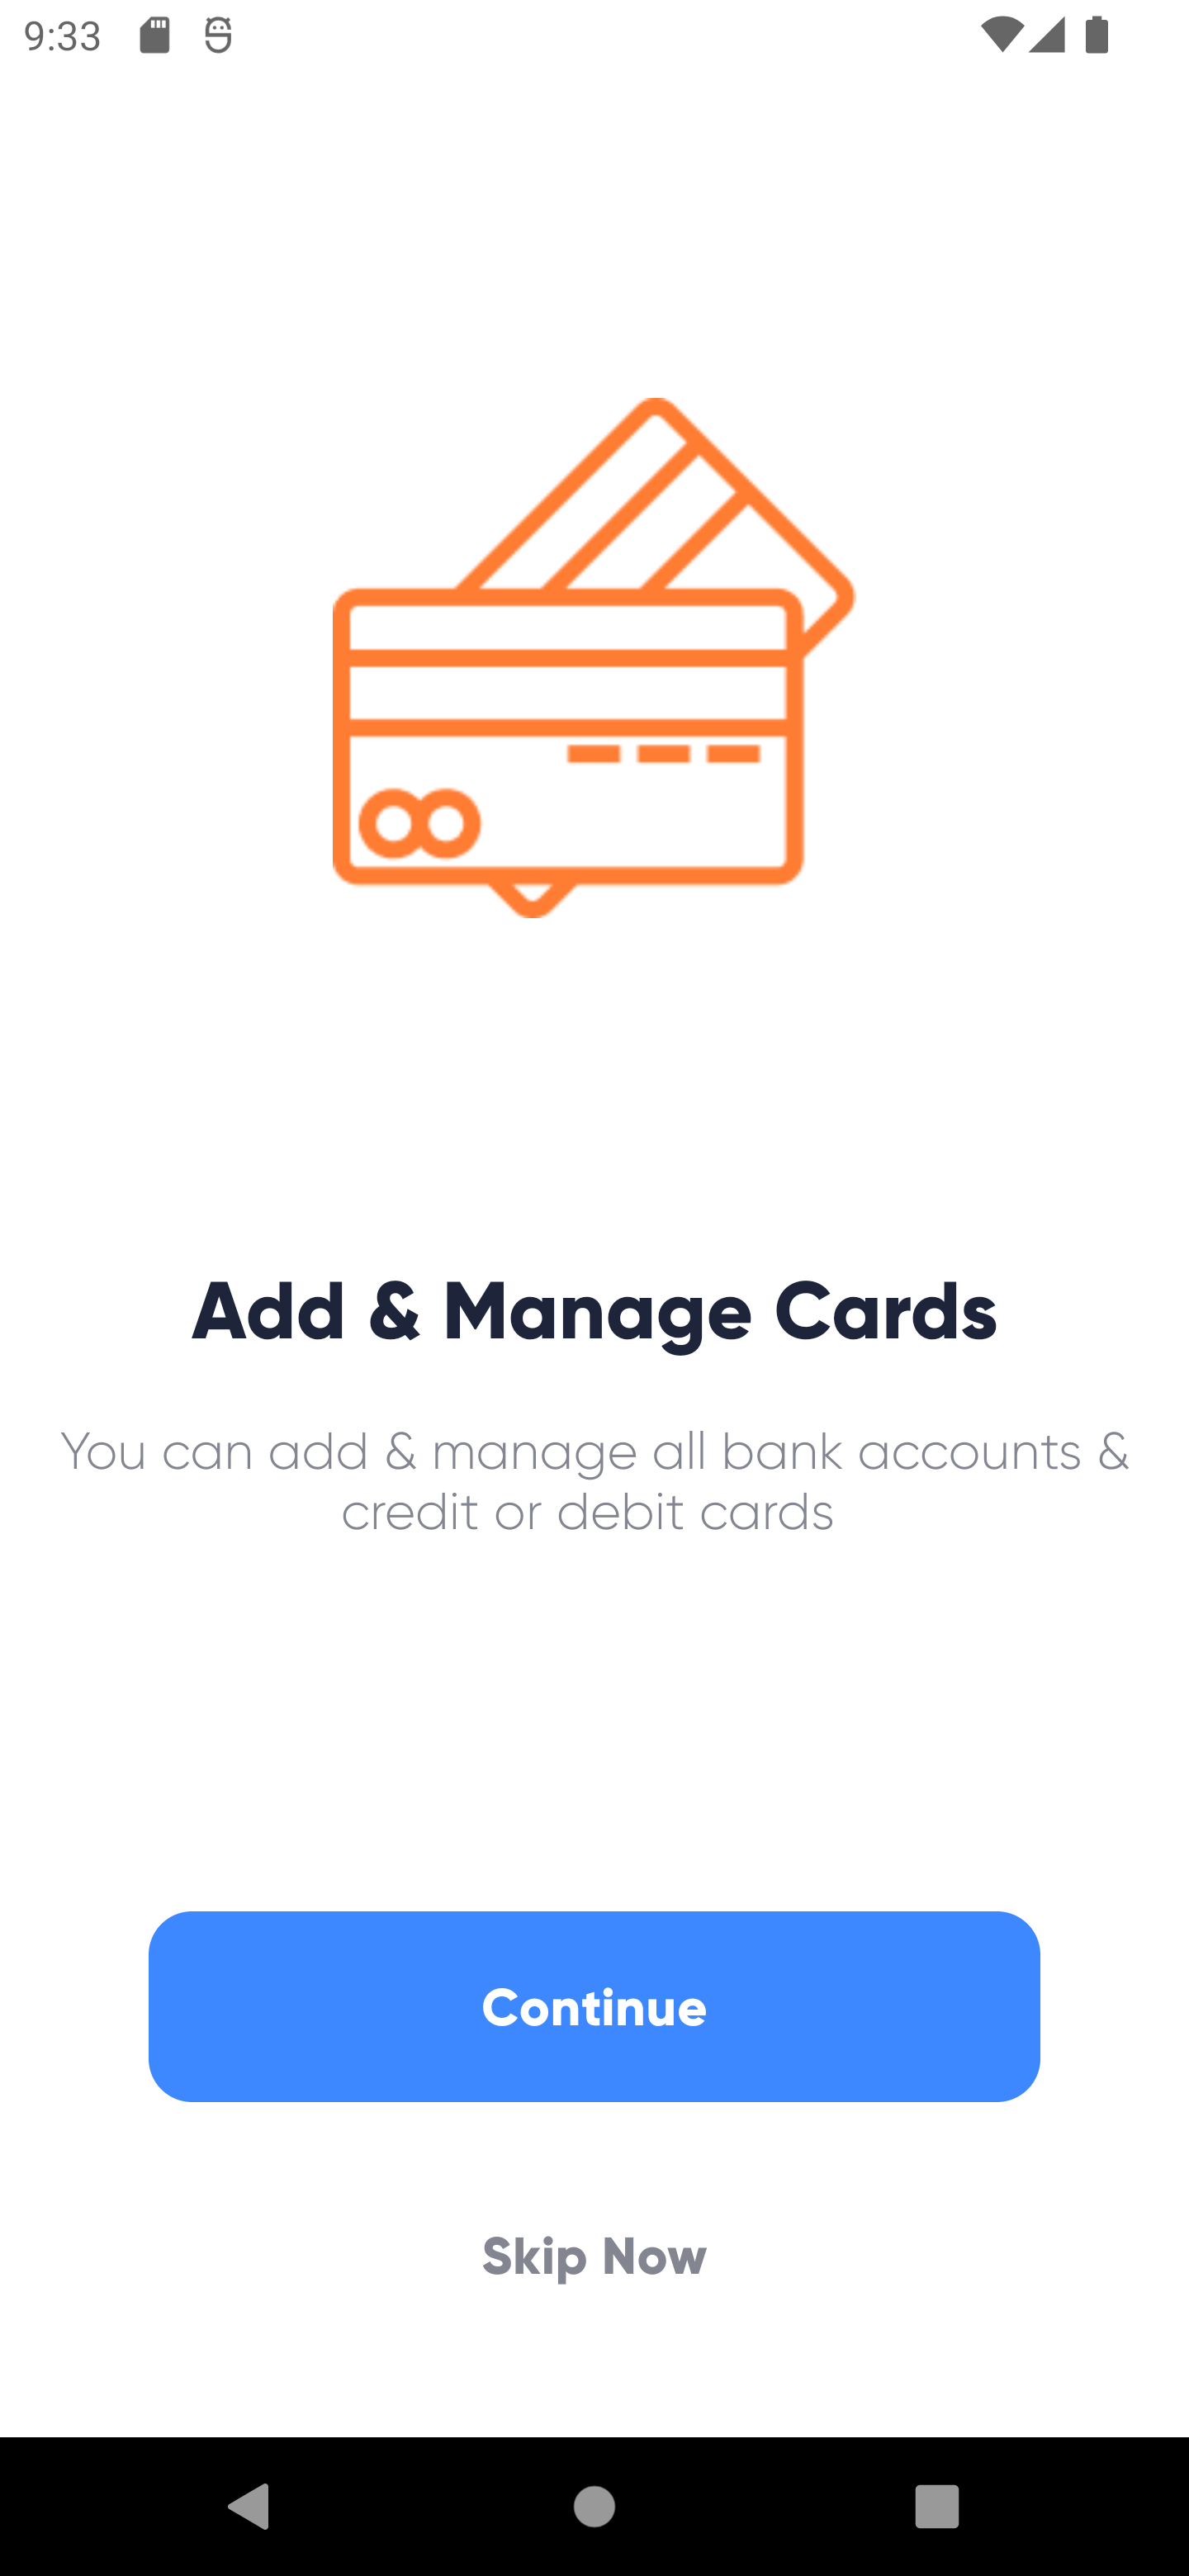 9:33
Add & Manage Cards
You can add & manage all bank accounts &
credit or debit cards
Continue
Skip Now